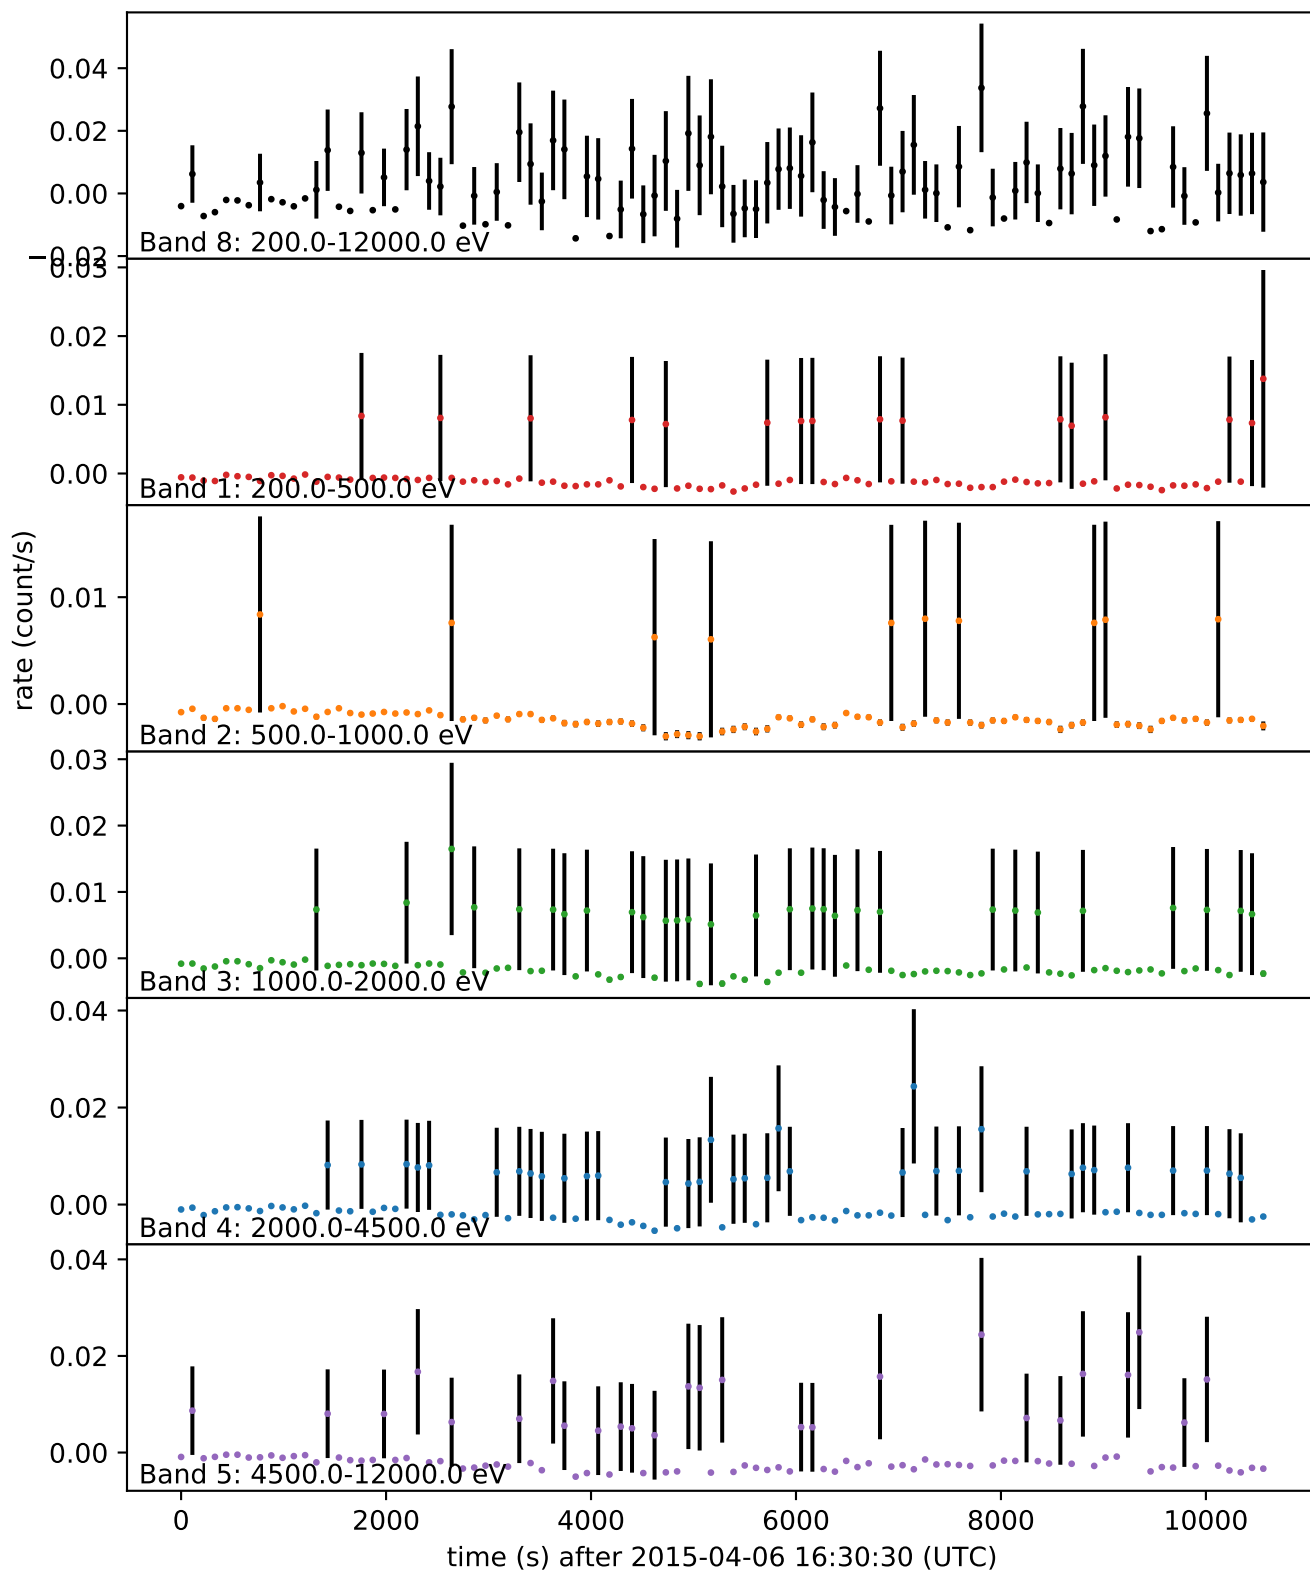 0.04
0.02
0.00
−0.02
Band 8: 200.0-12000.0 eV
0.03
0.02
0.01
0.00
Band 1: 200.0-500.0 eV
rate (count/s)
0.01
0.00
Band 2: 500.0-1000.0 eV
0.03
0.02
0.01
0.00
Band 3: 1000.0-2000.0 eV
0.04
0.02
0.00
Band 4: 2000.0-4500.0 eV
0.04
0.02
0.00
Band 5: 4500.0-12000.0 eV
0 2000 4000 6000 8000 10000
time (s) after 2015-04-06 16:30:30 (UTC)